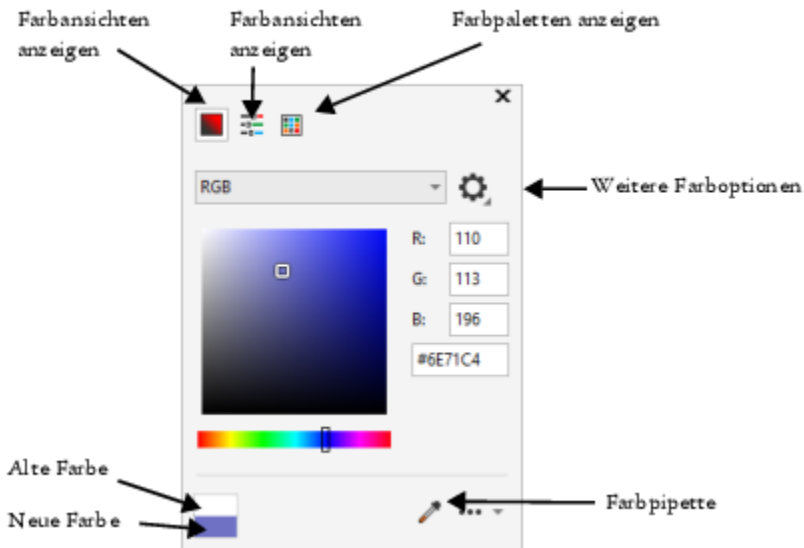 Farbansichten
anzeigen
Farbansichten
anzeigen
Farbpaletten anzeigen
RGB
Weitere Farboptionen
R: 110
G: 113
B: 196
#6E71C4
Alte Farbe
Neue Farbe
Farbpipette